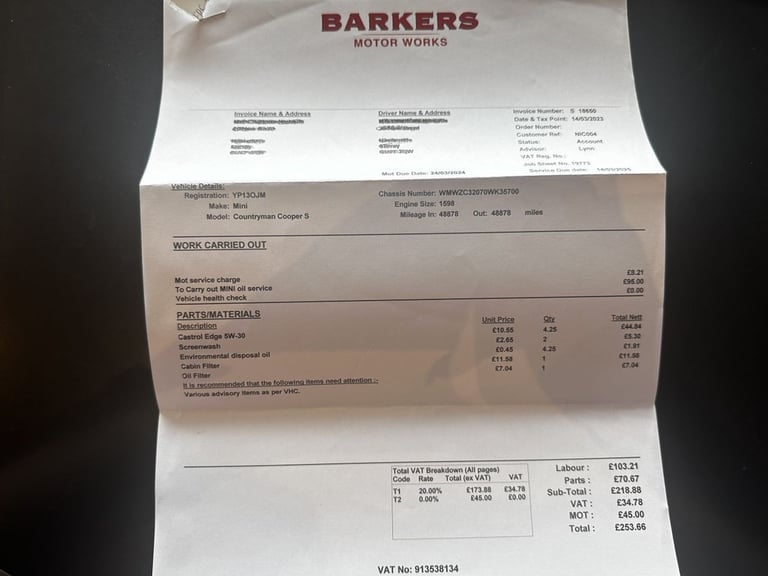 BARKERS
MOTOR WORKS
Invoice Name & Address
Driver Name & Address
Invoice Number: S 18650
Date & Tax Point: 14/03/2023
Order Number:
Customer Ref: NIC004
Status: Account
Advisor: Lynn
VAT Reg. No.:
Job Sheet No.
Mot Due Date: 24/03/2024
Service Due date:
Vehicle Details:
Registration: YP13OJM
Chassis Number: WMWZC32070WK35700
Make: Mini
Engine Size: 1598
Model: Countryman Cooper S
Mileage In: 48878 Out: 48878 miles
WORK CARRIED OUT
Mot service charge £8.21
To Carry out MINI oil service £95.00
Vehicle health check £0.00
PARTS/MATERIALS
Description Unit Price Qty Total Nett
Castrol Edge 5W-30 £10.55 4.25 £44.84
Screenwash £2.65 2 £5.30
Environmental disposal oil £0.45 4.25 £1.91
Cabin Filter £11.58 1 £11.58
Oil Filter £7.04 1 £7.04
It is recommended that the following items need attention :-
Various advisory items as per VHC.
Total VAT Breakdown (All pages)
Code Rate Total (ex VAT) VAT
T1 20.00% £173.88 £34.78
T2 0.00% £45.00 £0.00
Labour : £103.21
Parts : £70.67
Sub-Total : £218.88
VAT : £34.78
MOT : £45.00
Total : £253.66
VAT No: 913538134